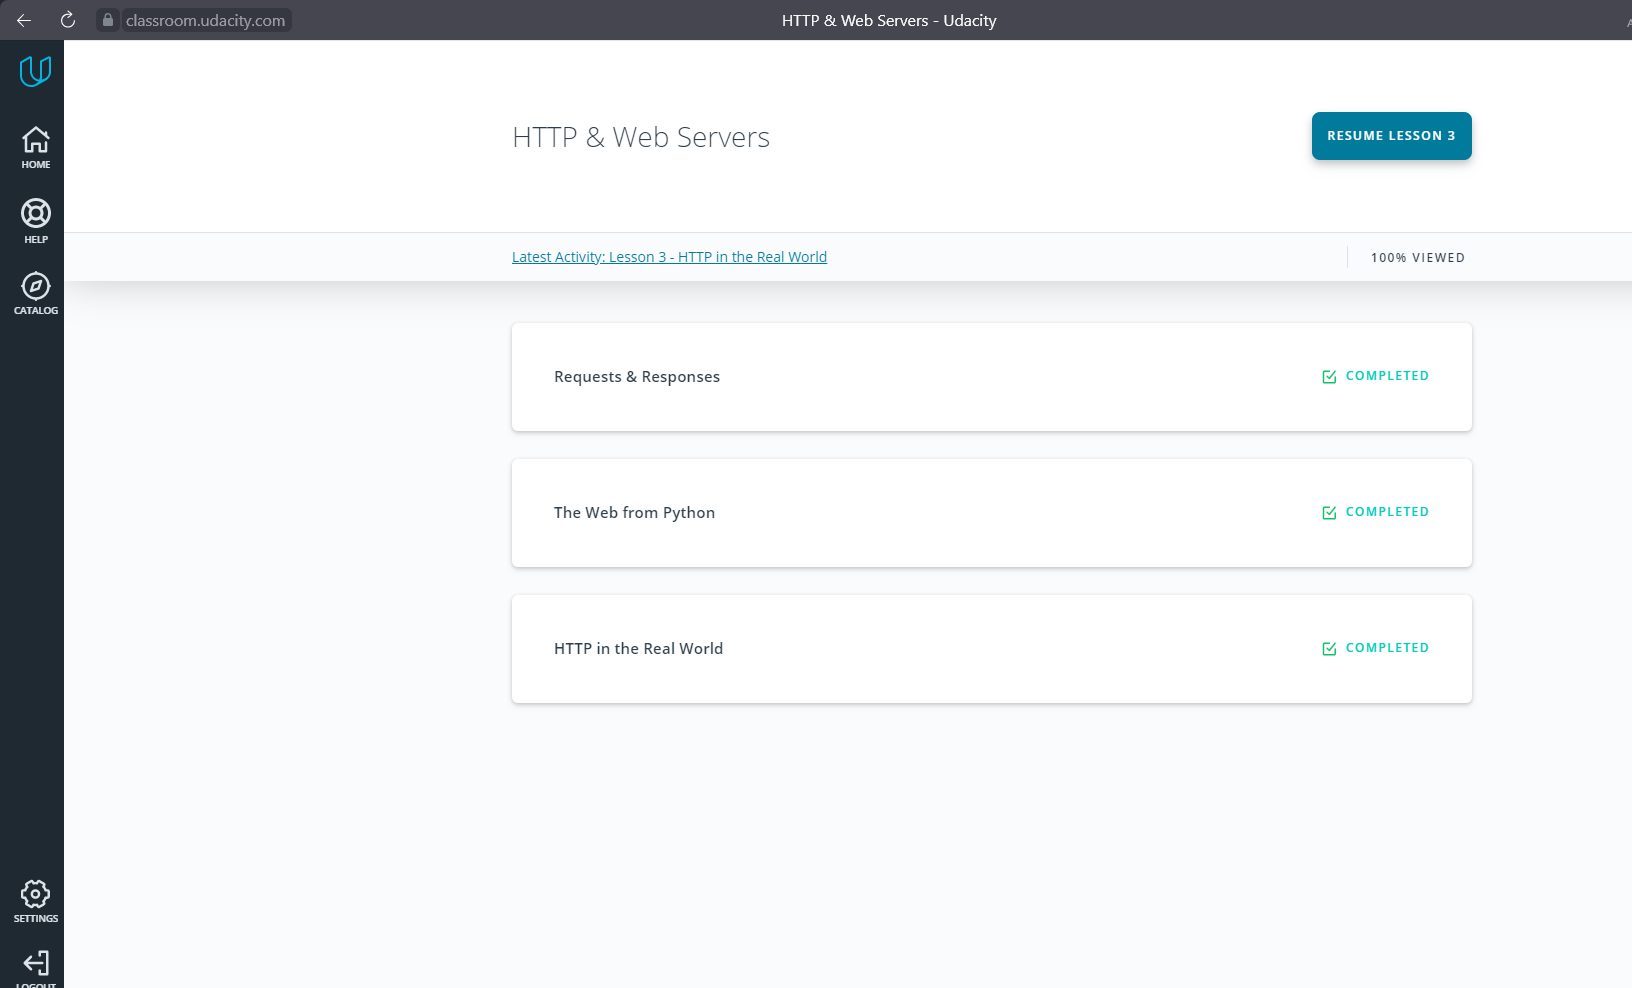 classroom.udacity.com
HTTP & Web Servers - Udacity
HOME
HELP
CATALOG
SETTINGS
LOGOUT
HTTP & Web Servers
RESUME LESSON 3
Latest Activity: Lesson 3 - HTTP in the Real World
100% VIEWED
Requests & Responses
COMPLETED
The Web from Python
COMPLETED
HTTP in the Real World
COMPLETED